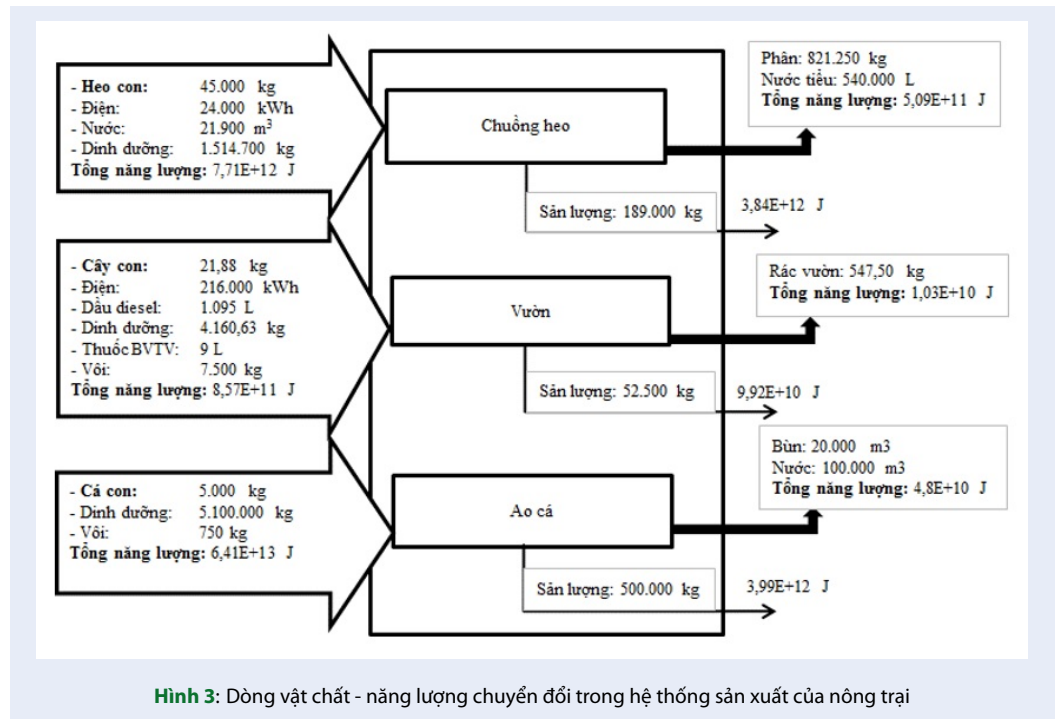 - Heo con: 45.000 kg
- Điện: 24.000 kWh
- Nước: 21.900 m³
- Dinh dưỡng: 1.514.700 kg
Tổng năng lượng: 7,71E+12 J
Chuồng heo
Phân: 821.250 kg
Nước tiểu: 540.000 L
Tổng năng lượng: 5,09E+11 J
Sản lượng: 189.000 kg
3,84E+12 J
- Cây con: 21,88 kg
- Điện: 216.000 kWh
- Dầu diesel: 1.095 L
- Dinh dưỡng: 4.160,63 kg
- Thuốc BVTV: 9 L
- Vôi: 7.500 kg
Tổng năng lượng: 8,57E+11 J
Vườn
Rác vườn: 547,50 kg
Tổng năng lượng: 1,03E+10 J
Sản lượng: 52.500 kg
9,92E+10 J
- Cá con: 5.000 kg
- Dinh dưỡng: 5.100.000 kg
- Vôi: 750 kg
Tổng năng lượng: 6,41E+13 J
Ao cá
Bùn: 20.000 m3
Nước: 100.000 m3
Tổng năng lượng: 4,8E+10 J
Sản lượng: 500.000 kg
3,99E+12 J
Hình 3: Dòng vật chất - năng lượng chuyển đổi trong hệ thống sản xuất của nông trại